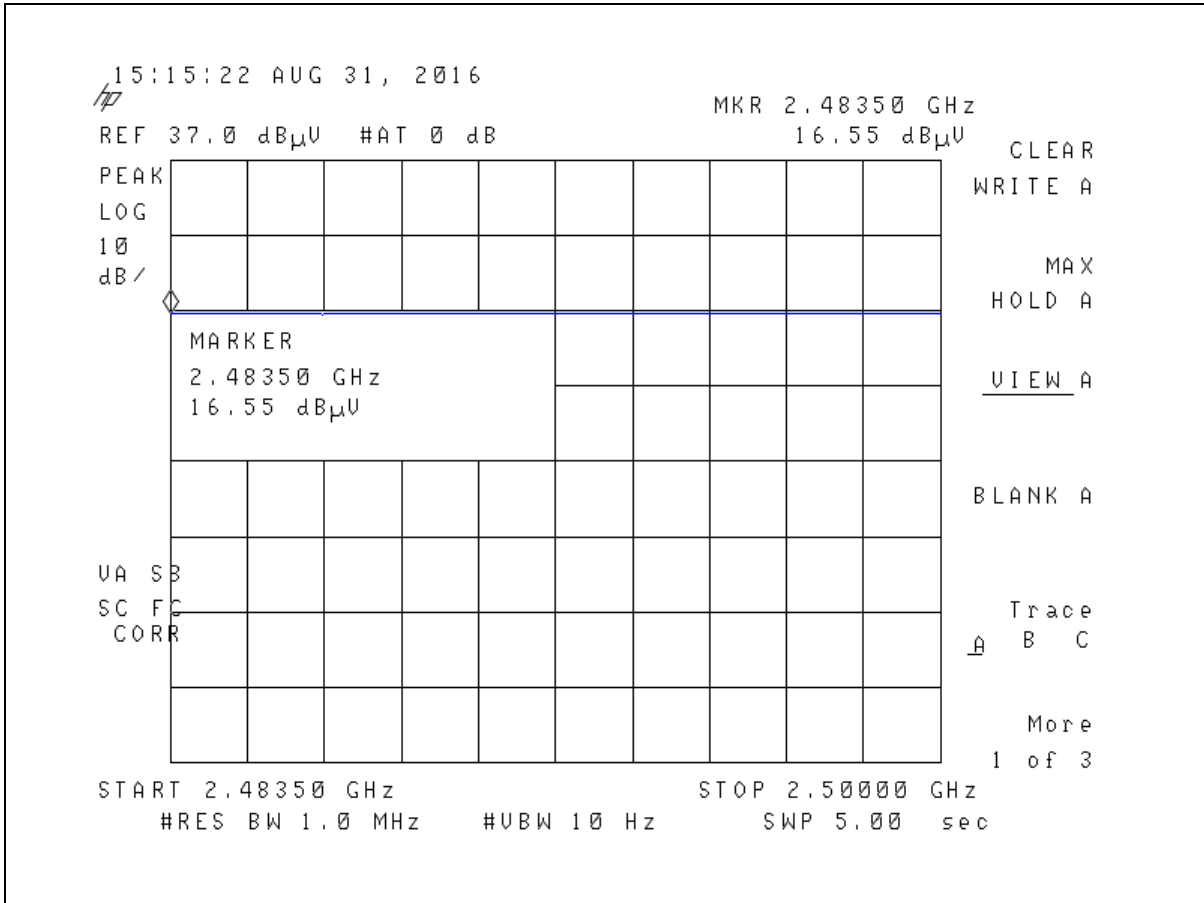 15:15:22 AUG 31, 2016
hp
MKR 2.48350 GHz
REF 37.0 dBµV #AT 0 dB
16.55 dBµV
PEAK
LOG
10
dB/
MARKER
2.48350 GHz
16.55 dBµV
VA SB
SC FC
CORR
START 2.48350 GHz
STOP 2.50000 GHz
#RES BW 1.0 MHz
#VBW 10 Hz
SWP 5.00 sec
CLEAR
WRITE A
MAX
HOLD A
VIEW A
BLANK A
Trace
A B C
More
1 of 3